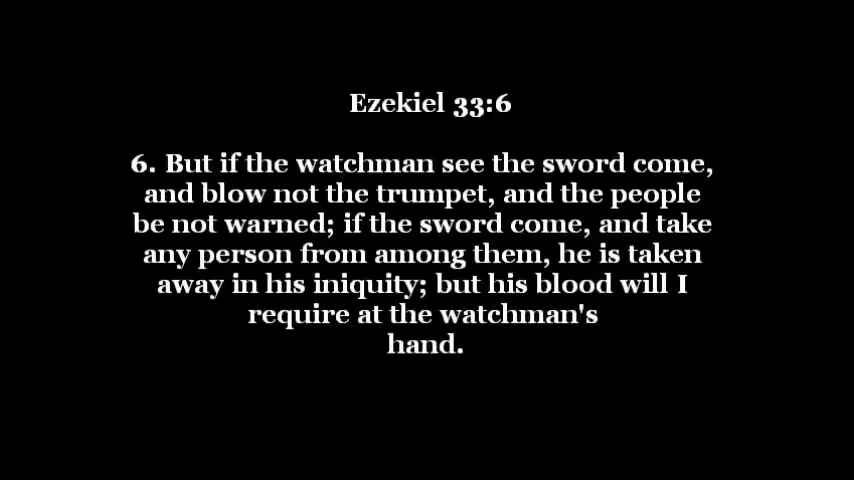 Ezekiel 33:6
6. But if the watchman see the sword come,
and blow not the trumpet, and the people
be not warned; if the sword come, and take
any person from among them, he is taken
away in his iniquity; but his blood will I
require at the watchman's
hand.